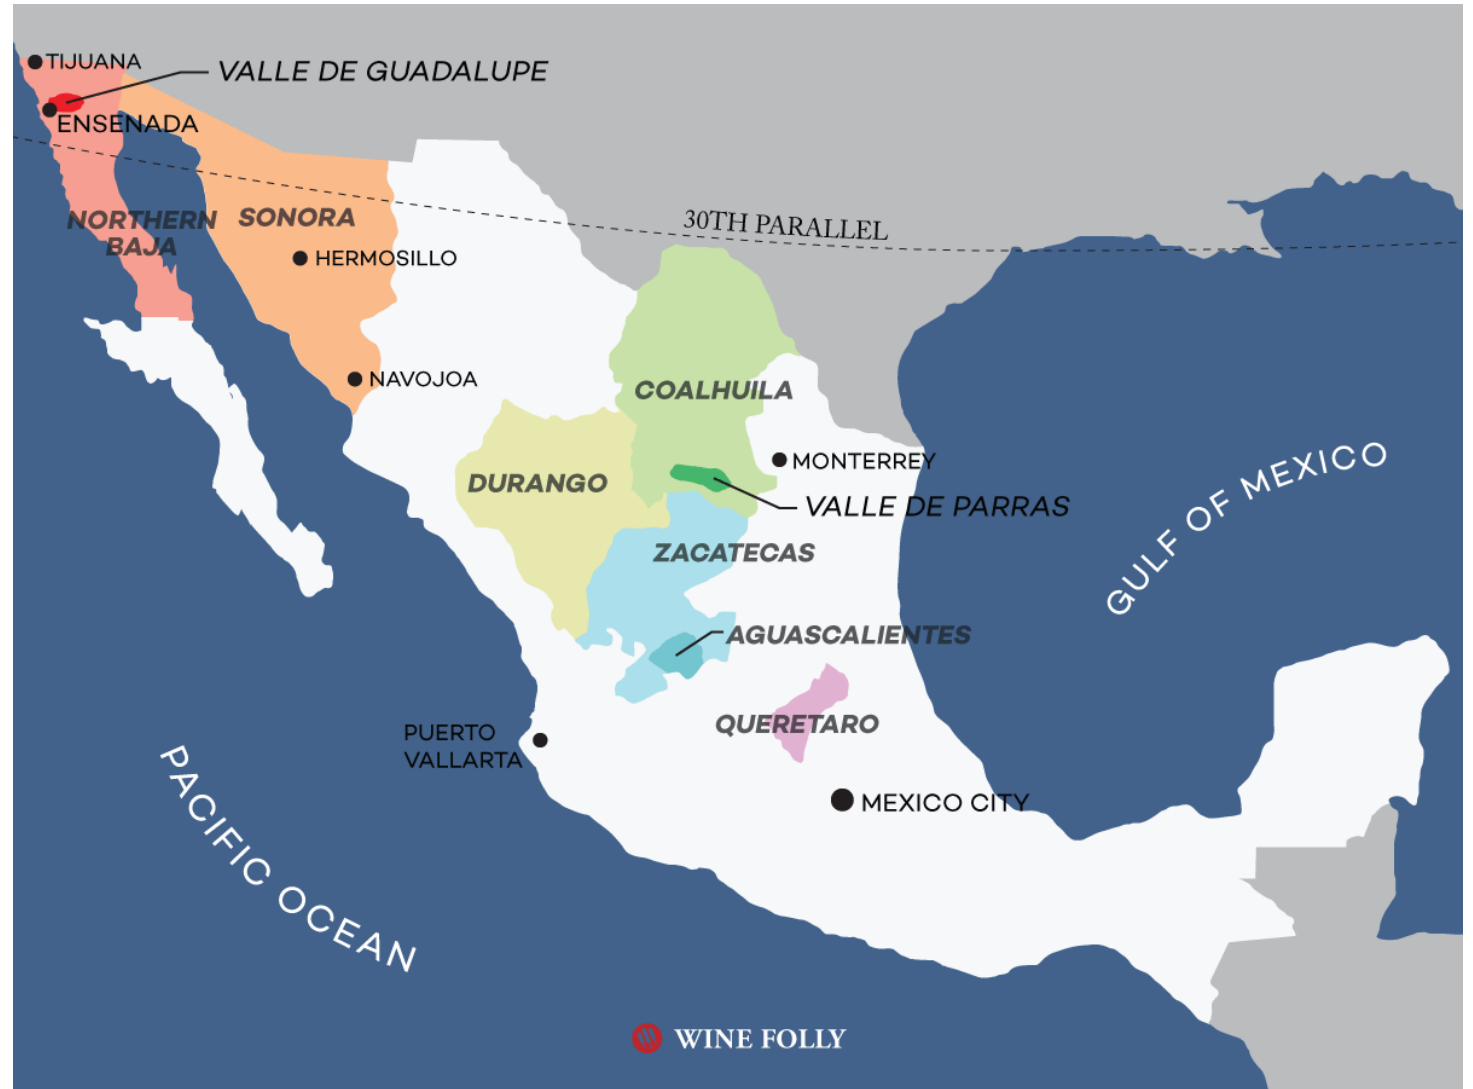 TIJUANA
VALLE DE GUADALUPE
ENSENADA
NORTHERN
BAJA
SONORA
30TH PARALLEL
HERMOSILLO
NAVOJOA
COALHUILA
MONTERREY
DURANGO
VALLE DE PARRAS
GULF OF MEXICO
ZACATECAS
AGUASCALIENTES
QUERETARO
PUERTO
VALLARTA
MEXICO CITY
PACIFIC OCEAN
WINE FOLLY